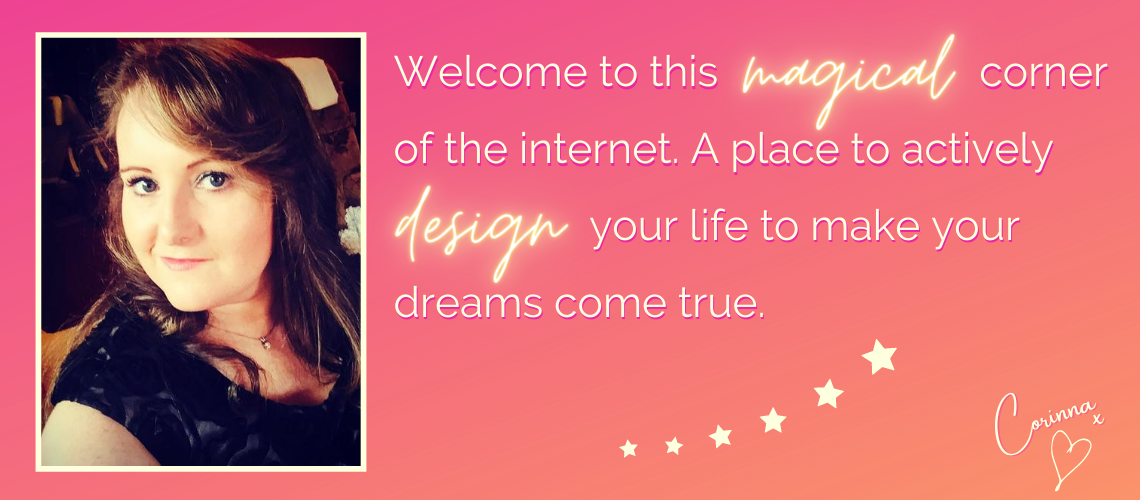 Welcome to this magical corner
of the internet. A place to actively
design your life to make your
dreams come true.
Corinna
x